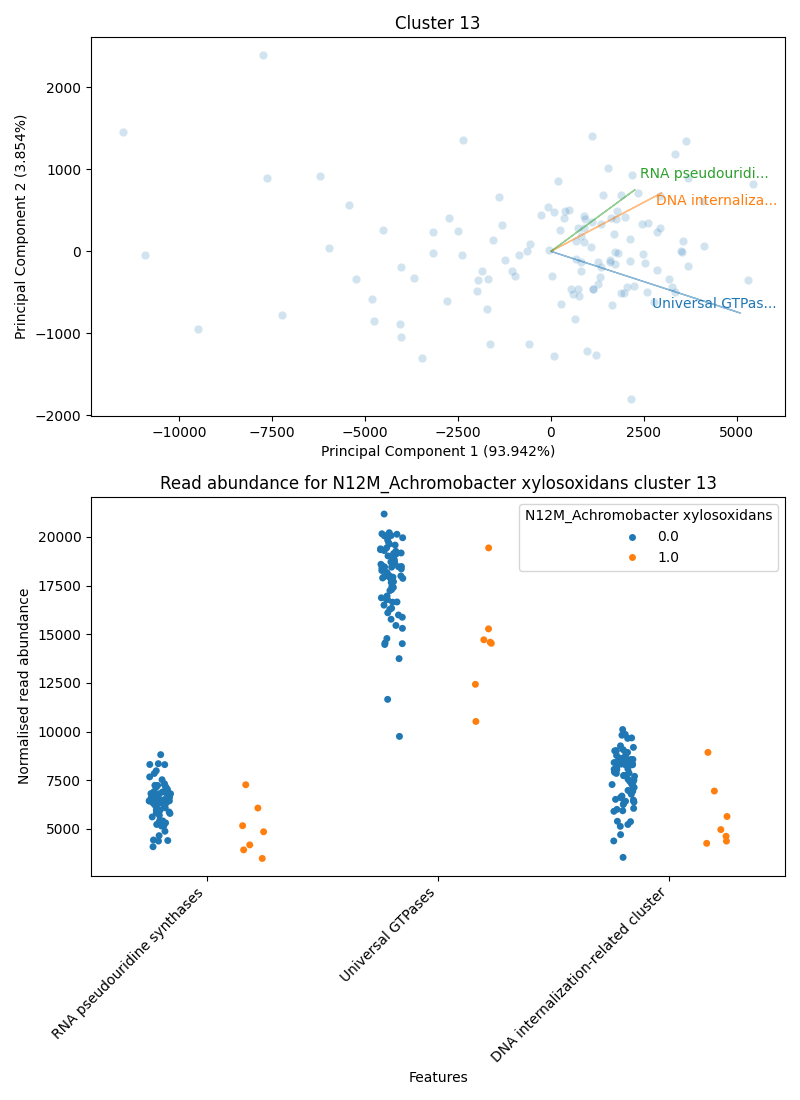 Cluster 13
Principal Component 2 (3.854%)
2000
1000
0
−1000
−2000
RNA pseudouridi...
DNA internaliza...
Universal GTPas...
−10000 −7500 −5000 −2500 0 2500 5000
Principal Component 1 (93.942%)
Read abundance for N12M_Achromobacter xylosoxidans cluster 13
Normalised read abundance
20000
17500
15000
12500
10000
7500
5000
N12M_Achromobacter xylosoxidans
0.0
1.0
RNA pseudouridine synthases
Universal GTPases
DNA internalization-related cluster
Features